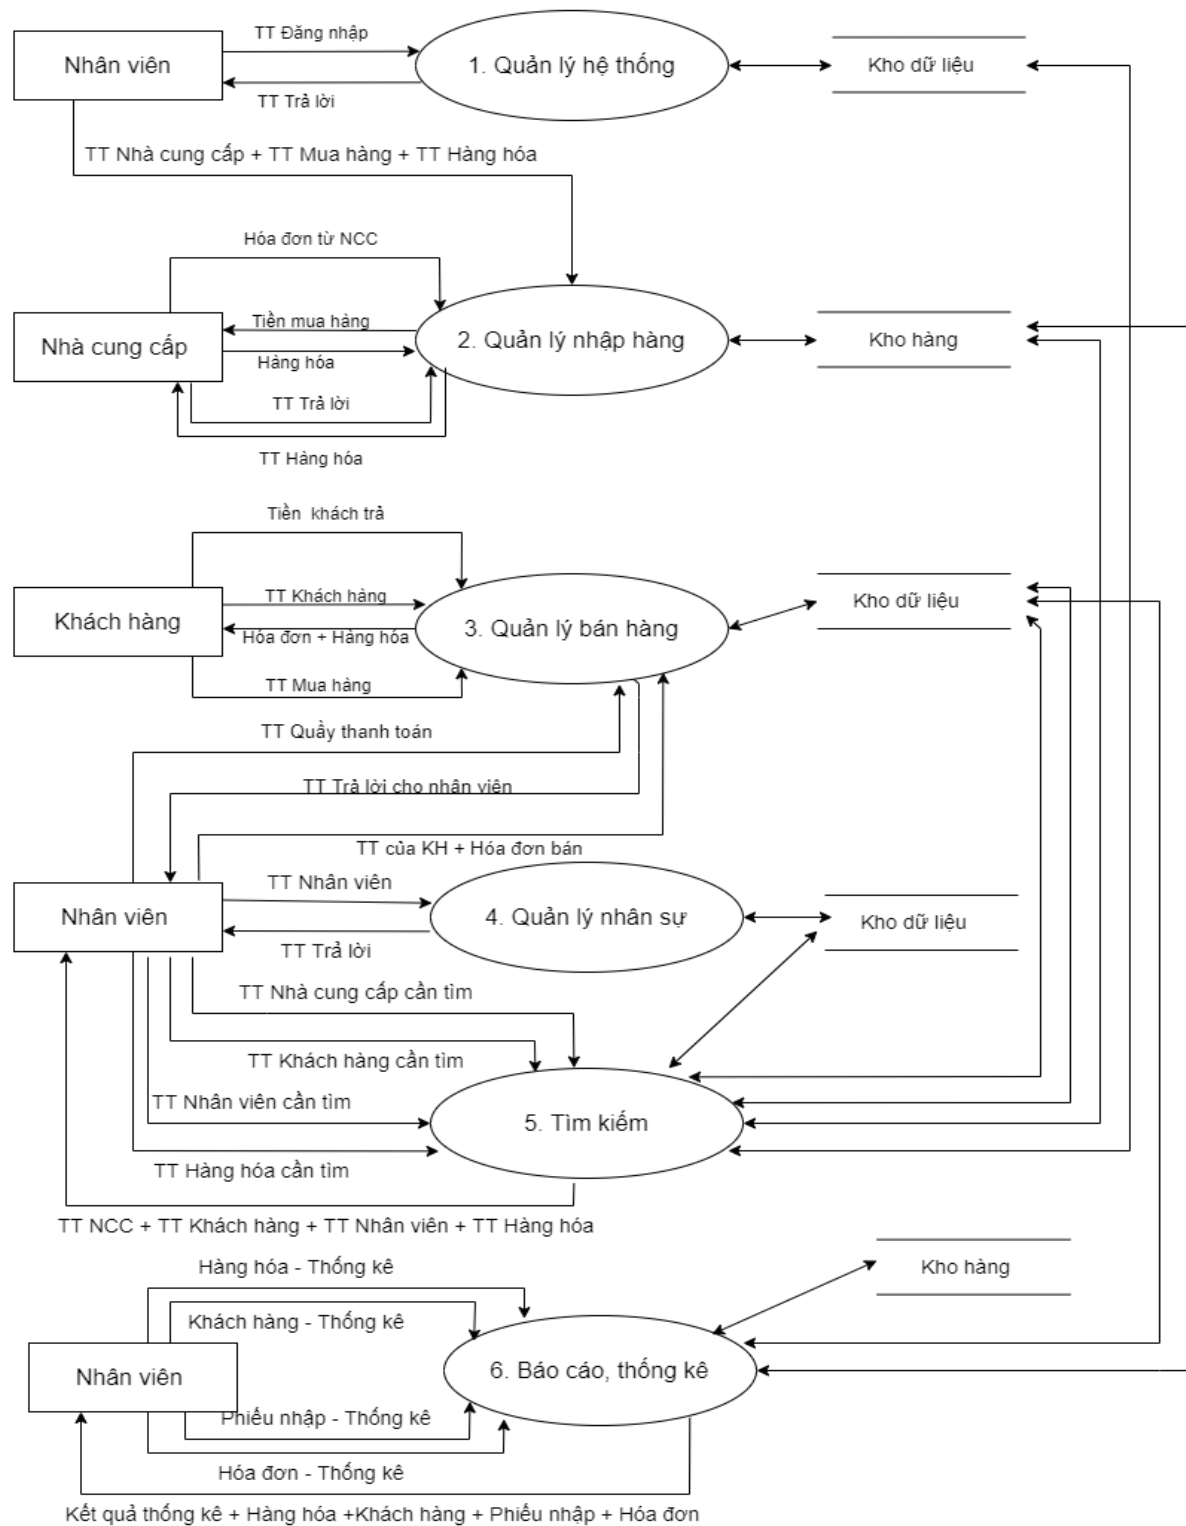 TT Đăng nhập
Nhân viên
1. Quản lý hệ thống
Kho dữ liệu
TT Trả lời
TT Nhà cung cấp + TT Mua hàng + TT Hàng hóa
Hóa đơn từ NCC
Tiền mua hàng
Nhà cung cấp
2. Quản lý nhập hàng
Kho hàng
Hàng hóa
TT Trả lời
TT Hàng hóa
Tiền khách trả
TT Khách hàng
Khách hàng
3. Quản lý bán hàng
Kho dữ liệu
Hóa đơn + Hàng hóa
TT Mua hàng
TT Quầy thanh toán
TT Trả lời cho nhân viên
TT của KH + Hóa đơn bán
TT Nhân viên
Nhân viên
4. Quản lý nhân sự
Kho dữ liệu
TT Trả lời
TT Nhà cung cấp cần tìm
TT Khách hàng cần tìm
TT Nhân viên cần tìm
5. Tìm kiếm
TT Hàng hóa cần tìm
TT NCC + TT Khách hàng + TT Nhân viên + TT Hàng hóa
Hàng hóa - Thống kê
Kho hàng
Khách hàng - Thống kê
Nhân viên
6. Báo cáo, thống kê
Phiếu nhập - Thống kê
Hóa đơn - Thống kê
Kết quả thống kê + Hàng hóa +Khách hàng + Phiếu nhập + Hóa đơn